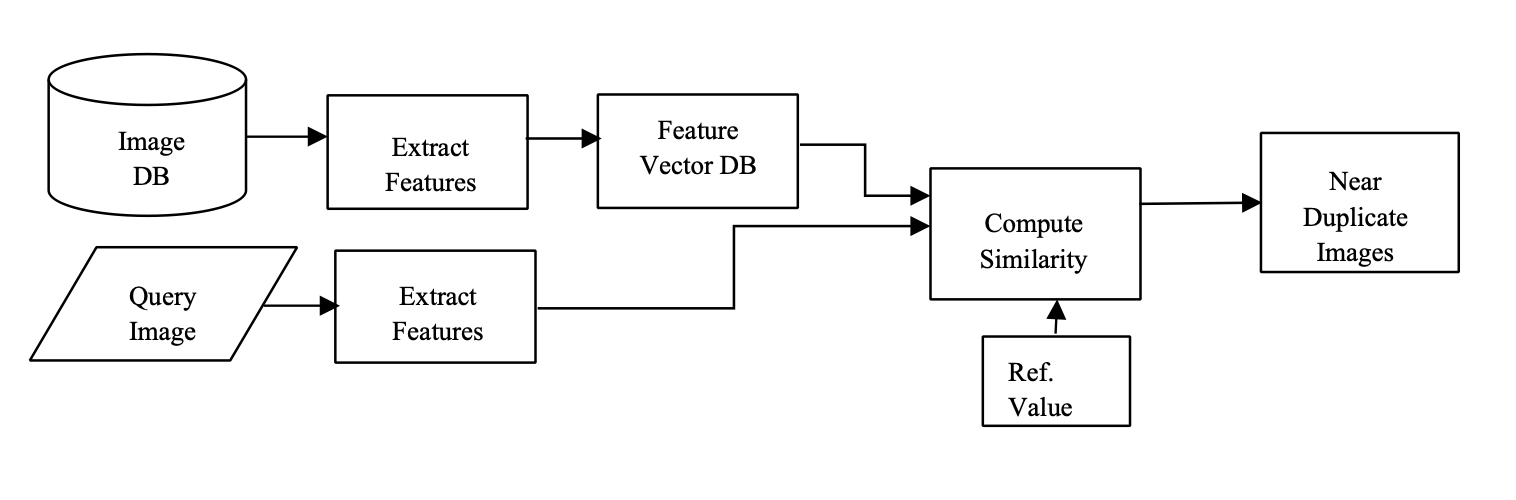 Image
DB
Extract
Features
Feature
Vector DB
Query
Image
Extract
Features
Compute
Similarity
Ref.
Value
Near
Duplicate
Images